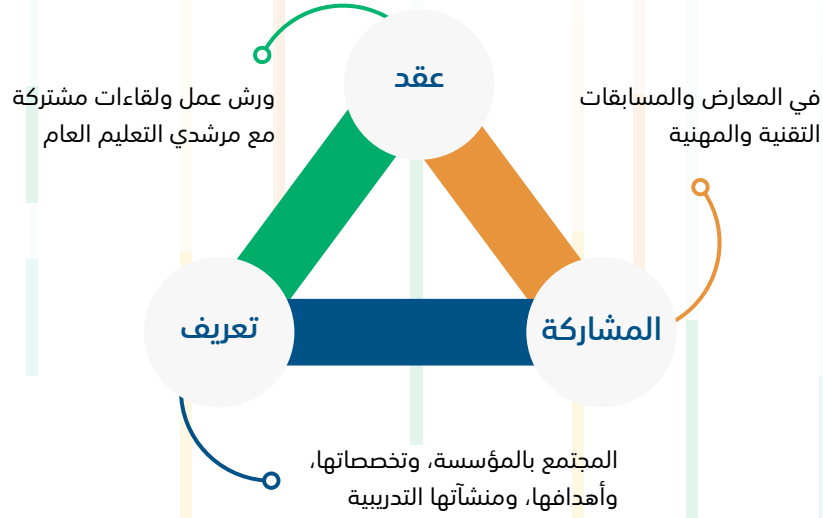 عقد
ورش عمل ولقاءات مشتركة
مع مرشدي التعليم العام
المشاركة
في المعارض والمسابقات
التقنية والمهنية
تعريف
المجتمع بالمؤسسة، وتخصصاتها،
وأهدافها، ومنشآتها التدريبية